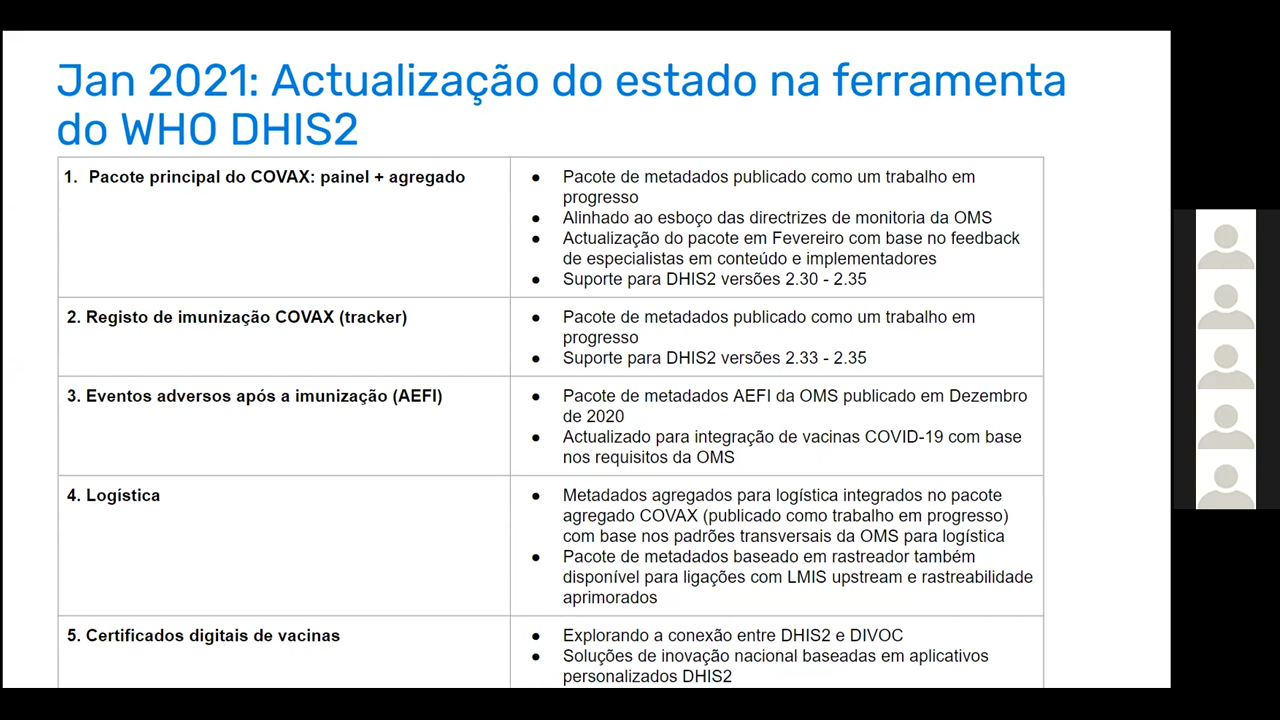 Jan 2021: Actualização do estado na ferramenta
do WHO DHIS2
1. Pacote principal do COVAX: painel + agregado
● Pacote de metadados publicado como um trabalho em
progresso
● Alinhado ao esboço das directrizes de monitoria da OMS
● Actualização do pacote em Fevereiro com base no feedback
de especialistas em conteúdo e implementadores
● Suporte para DHIS2 versões 2.30 - 2.35
2. Registo de imunização COVAX (tracker)
● Pacote de metadados publicado como um trabalho em
progresso
● Suporte para DHIS2 versões 2.33 - 2.35
3. Eventos adversos após a imunização (AEFI)
● Pacote de metadados AEFI da OMS publicado em Dezembro
de 2020
● Actualizado para integração de vacinas COVID-19 com base
nos requisitos da OMS
4. Logística
● Metadados agregados para logística integrados no pacote
agregado COVAX (publicado como trabalho em progresso)
com base nos padrões transversais da OMS para logística
● Pacote de metadados baseado em rastreador também
disponível para ligações com LMIS upstream e rastreabilidade
aprimorados
5. Certificados digitais de vacinas
● Explorando a conexão entre DHIS2 e DIVOC
● Soluções de inovação nacional baseadas em aplicativos
personalizados DHIS2